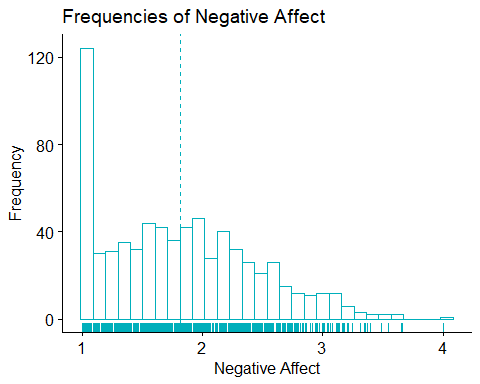 Frequencies of Negative Affect
120
80
40
0
Frequency
1 2 3 4
Negative Affect